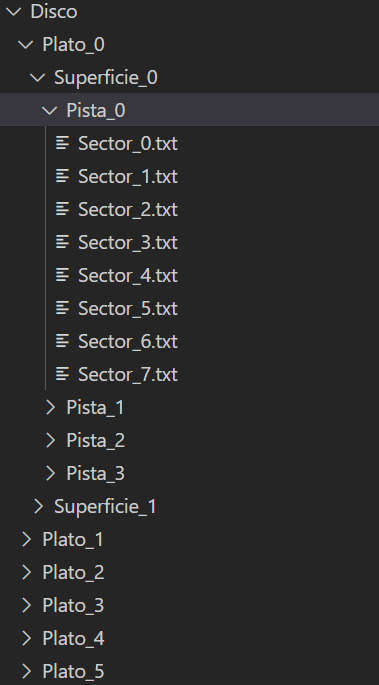 Disco
Plato_0
Superficie_0
Pista_0
Sector_0.txt
Sector_1.txt
Sector_2.txt
Sector_3.txt
Sector_4.txt
Sector_5.txt
Sector_6.txt
Sector_7.txt
Pista_1
Pista_2
Pista_3
Superficie_1
Plato_1
Plato_2
Plato_3
Plato_4
Plato_5